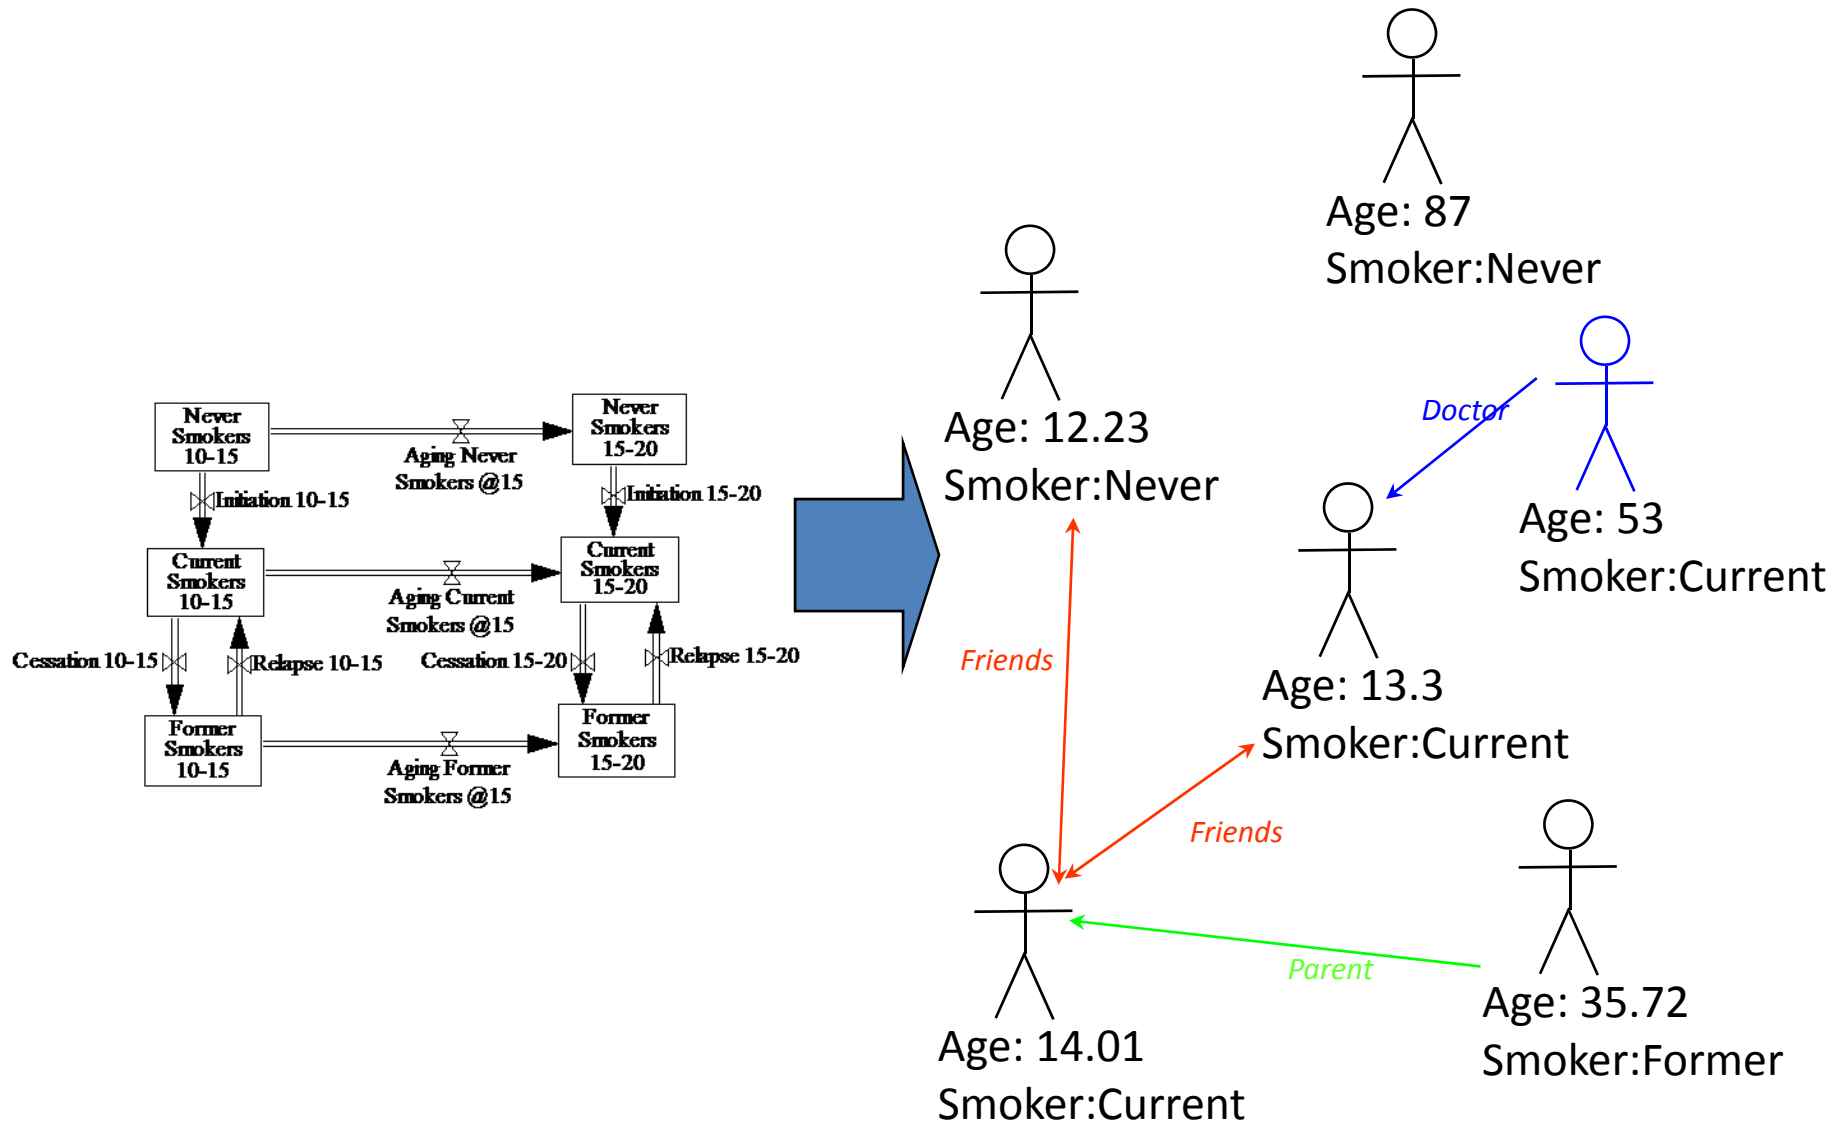 Never
Smokers
10-15
Aging Never
Smokers @15
Never
Smokers
15-20
Initiation 10-15
Initiation 15-20
Current
Smokers
10-15
Aging Current
Smokers @15
Current
Smokers
15-20
Cessation 10-15
Relapse 10-15
Cessation 15-20
Relapse 15-20
Former
Smokers
10-15
Aging Former
Smokers @15
Former
Smokers
15-20
Age: 87
Smoker:Never
Age: 12.23
Smoker:Never
Doctor
Age: 53
Smoker:Current
Friends
Age: 13.3
Smoker:Current
Friends
Parent
Age: 35.72
Smoker:Former
Age: 14.01
Smoker:Current